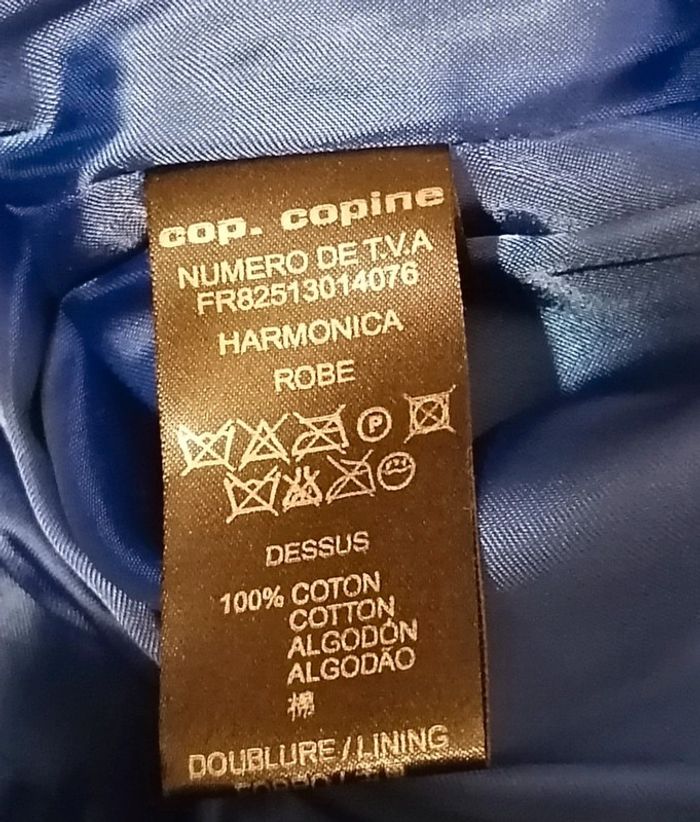 cop. copine
NUMERO DE T.V.A
FR82513014076
HARMONICA
ROBE
P
DESSUS
100% COTON
COTTON
ALGODÓN
ALGODÃO
棉
DOUBLURE / LINING